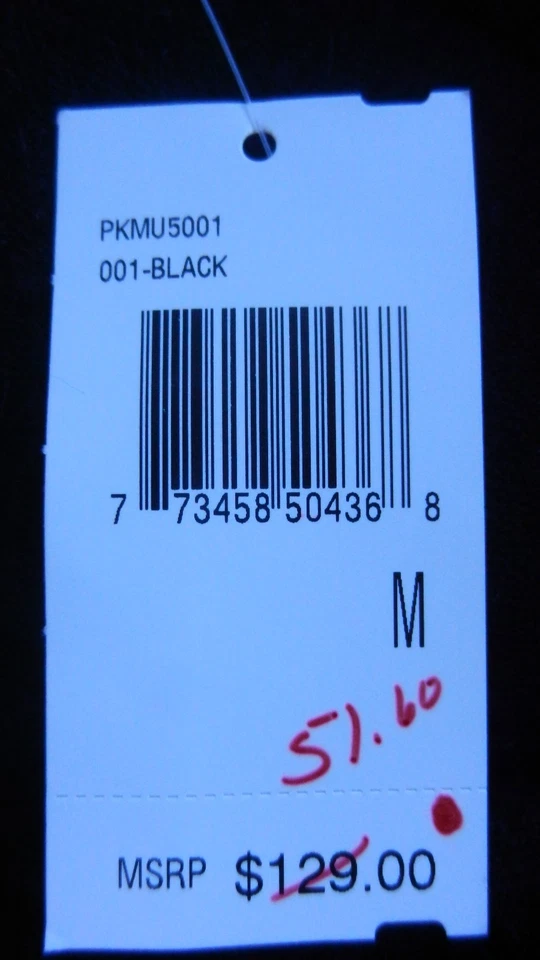 PKMU5001
001-BLACK
7 73458 50436 8
M
51.60
MSRP $129.00